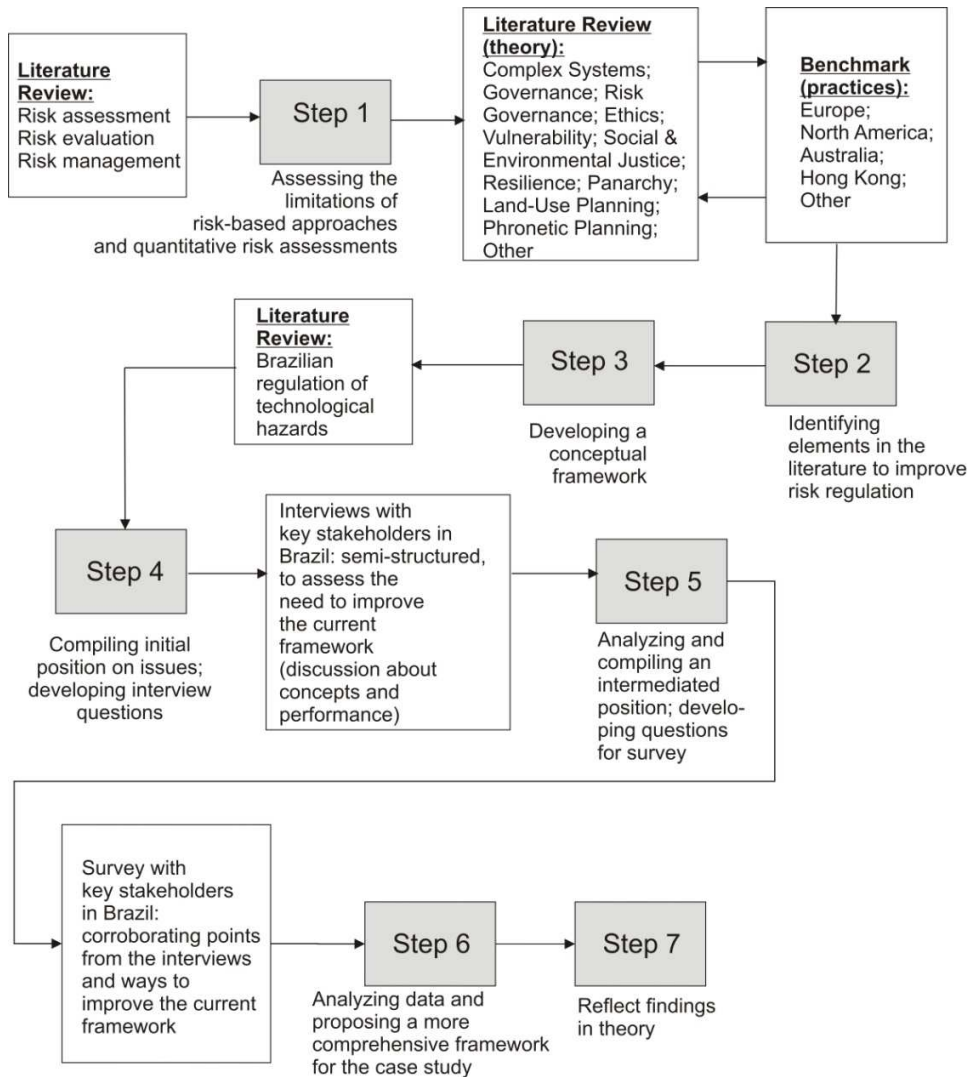 Literature
Review:
Risk assessment
Risk evaluation
Risk management
Step 1
Assessing the
limitations of
risk-based approaches
and quantitative risk assessments
Literature Review
(theory):
Complex Systems;
Governance; Risk
Governance; Ethics;
Vulnerability; Social &
Environmental Justice;
Resilience; Panarchy;
Land-Use Planning;
Phronetic Planning;
Other
Benchmark
(practices):
Europe;
North America;
Australia;
Hong Kong;
Other
Step 2
Identifying
elements in the
literature to improve
risk regulation
Step 3
Developing a
conceptual
framework
Literature
Review:
Brazilian
regulation of
technological
hazards
Step 4
Compiling initial
position on issues;
developing interview
questions
Interviews with
key stakeholders in
Brazil: semi-structured,
to assess the
need to improve
the current
framework
(discussion about
concepts and
performance)
Step 5
Analyzing and
compiling an
intermediated
position; develo-
ping questions
for survey
Survey with
key stakeholders
in Brazil:
corroborating points
from the interviews
and ways to
improve the current
framework
Step 6
Analyzing data and
proposing a more
comprehensive framework
for the case study
Step 7
Reflect findings
in theory